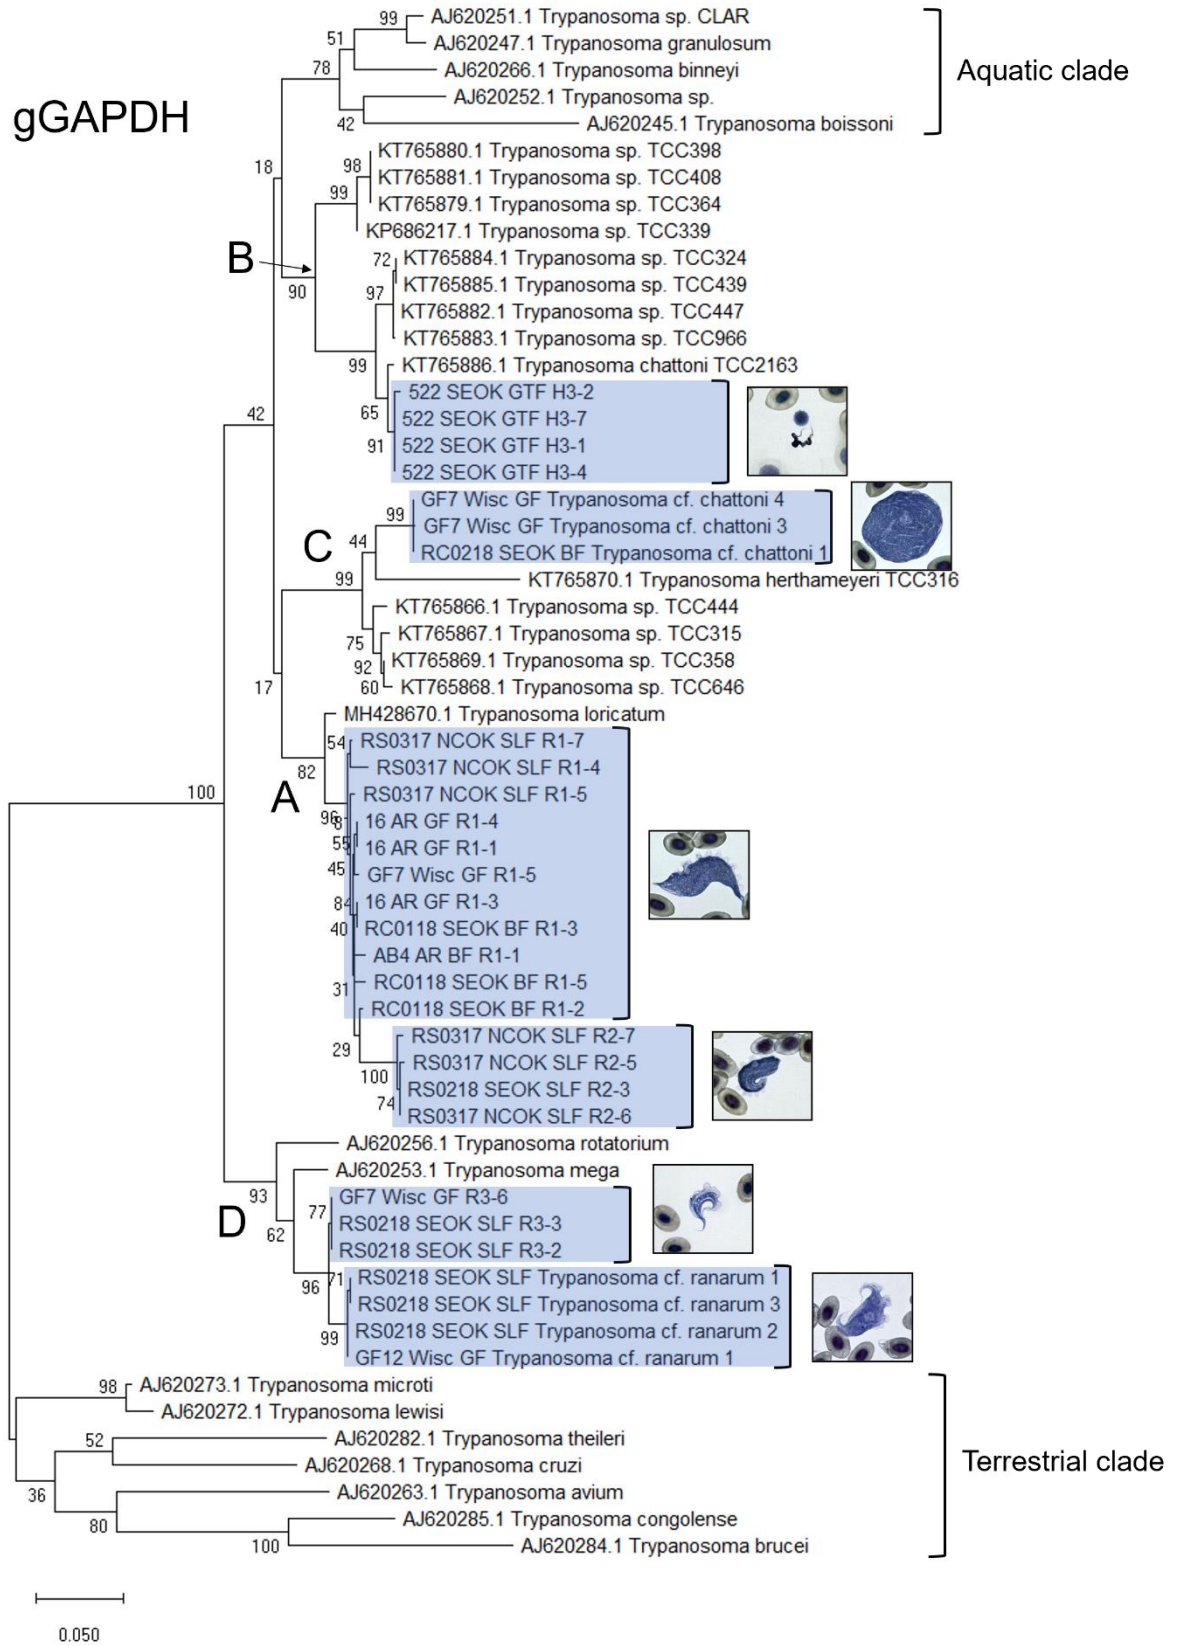 gGAPDH
99
AJ620251.1 Trypanosoma sp. CLAR
51
AJ620247.1 Trypanosoma granulosum
78
AJ620266.1 Trypanosoma binneyi
Aquatic clade
AJ620252.1 Trypanosoma sp.
42
AJ620245.1 Trypanosoma boissoni
18
98
KT765880.1 Trypanosoma sp. TCC398
KT765881.1 Trypanosoma sp. TCC408
99
KT765879.1 Trypanosoma sp. TCC364
KP686217.1 Trypanosoma sp. TCC339
B
90
72
KT765884.1 Trypanosoma sp. TCC324
KT765885.1 Trypanosoma sp. TCC439
97
KT765882.1 Trypanosoma sp. TCC447
KT765883.1 Trypanosoma sp. TCC966
99
KT765886.1 Trypanosoma chattoni TCC2163
522 SEOK GTF H3-2
42
65
522 SEOK GTF H3-7
91
522 SEOK GTF H3-1
522 SEOK GTF H3-4
GF7 Wisc GF Trypanosoma cf. chattoni 4
99
GF7 Wisc GF Trypanosoma cf. chattoni 3
C
44
RC0218 SEOK BF Trypanosoma cf. chattoni 1
99
KT765870.1 Trypanosoma herthameyeri TCC316
KT765866.1 Trypanosoma sp. TCC444
75
KT765867.1 Trypanosoma sp. TCC315
92
KT765869.1 Trypanosoma sp. TCC358
17
60
KT765868.1 Trypanosoma sp. TCC646
MH428670.1 Trypanosoma loricatum
54
RS0317 NCOK SLF R1-7
82
RS0317 NCOK SLF R1-4
A
RS0317 NCOK SLF R1-5
100
96
8
16 AR GF R1-4
55
16 AR GF R1-1
45
GF7 Wisc GF R1-5
84
16 AR GF R1-3
40
RC0118 SEOK BF R1-3
AB4 AR BF R1-1
31
RC0118 SEOK BF R1-5
RC0118 SEOK BF R1-2
29
RS0317 NCOK SLF R2-7
RS0317 NCOK SLF R2-5
100
RS0218 SEOK SLF R2-3
74
RS0317 NCOK SLF R2-6
AJ620256.1 Trypanosoma rotatorium
AJ620253.1 Trypanosoma mega
93
GF7 Wisc GF R3-6
D
77
RS0218 SEOK SLF R3-3
62
RS0218 SEOK SLF R3-2
96
71
RS0218 SEOK SLF Trypanosoma cf. ranarum 1
RS0218 SEOK SLF Trypanosoma cf. ranarum 3
99
RS0218 SEOK SLF Trypanosoma cf. ranarum 2
GF12 Wisc GF Trypanosoma cf. ranarum 1
98
AJ620273.1 Trypanosoma microti
AJ620272.1 Trypanosoma lewisi
52
AJ620282.1 Trypanosoma theileri
AJ620268.1 Trypanosoma cruzi
Terrestrial clade
36
AJ620263.1 Trypanosoma avium
80
AJ620285.1 Trypanosoma congolense
100
AJ620284.1 Trypanosoma brucei
0.050